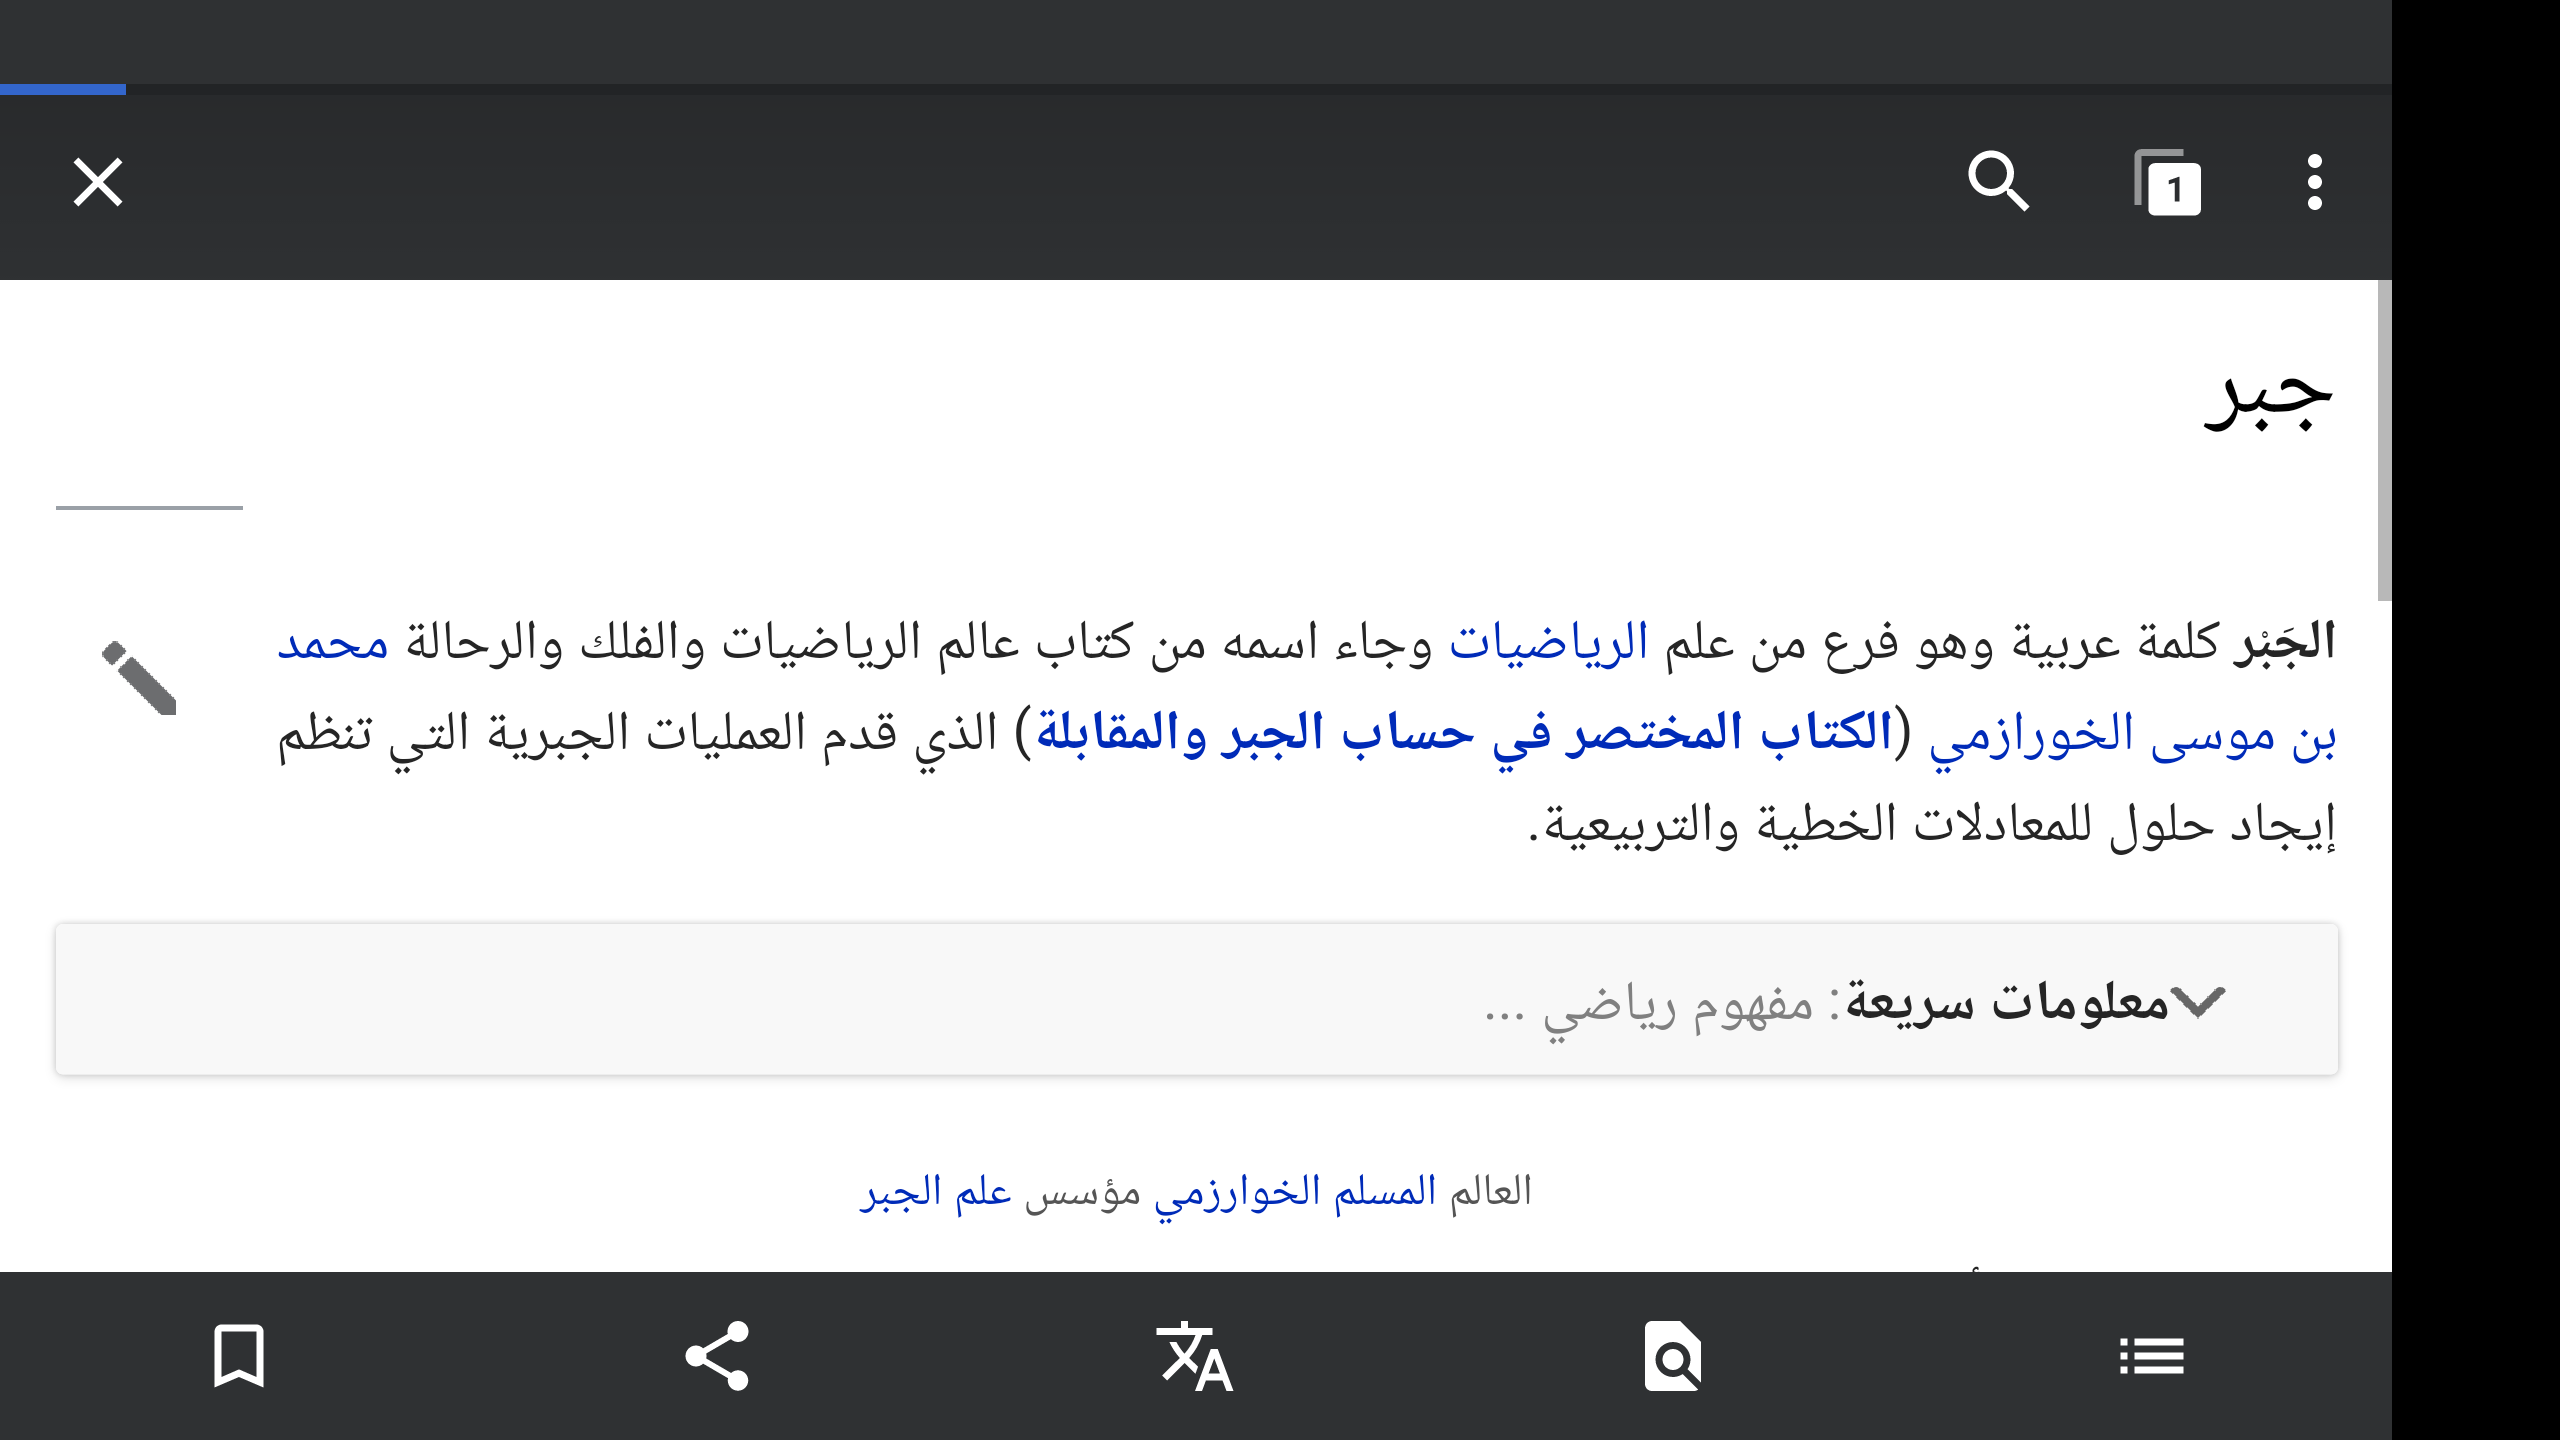 1
جبر
الجَبْر كلمة عربية وهو فرع من علم الرياضيات وجاء اسمه من كتاب عالم الرياضيات والفلك والرحالة محمد
بن موسى الخورازمي (الكتاب المختصر في حساب الجبر والمقابلة) الذي قدم العمليات الجبرية التي تنظم
إيجاد حلول للمعادلات الخطية والتربيعية.
معلومات سريعة: مفهوم رياضي ...
العالم المسلم الخوارزمي مؤسس علم الجبر